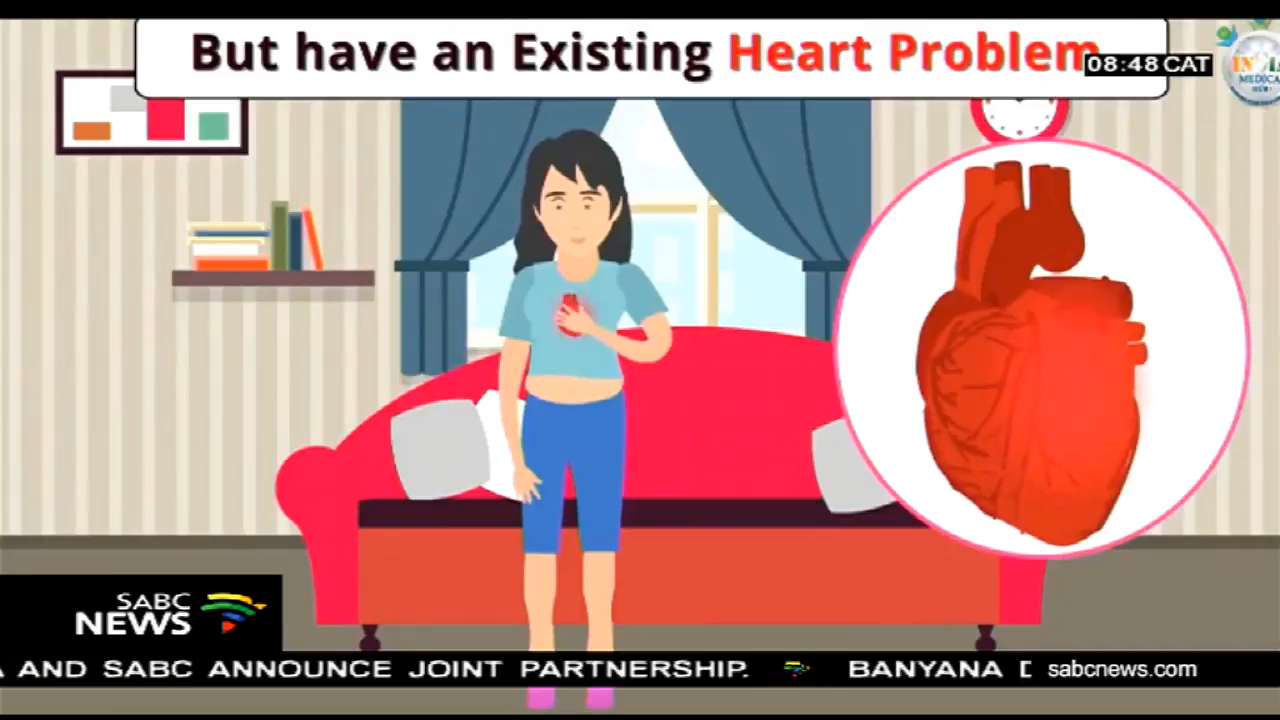 But have an Existing Heart Problem
08:48 CAT
MEDICAL
SABC
NEWS
AND SABC ANNOUNCE JOINT PARTNERSHIP.
BANYANA
sabcnews.com